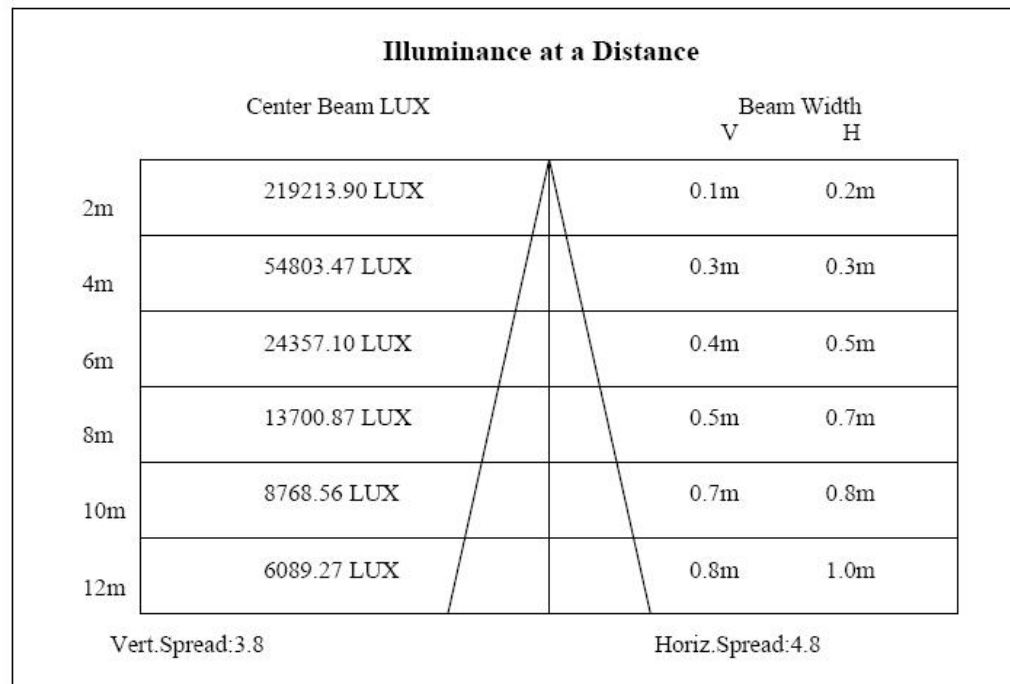 Illuminance at a Distance
Center Beam LUX Beam Width
V H
2m 219213.90 LUX 0.1m 0.2m
4m 54803.47 LUX 0.3m 0.3m
6m 24357.10 LUX 0.4m 0.5m
8m 13700.87 LUX 0.5m 0.7m
10m 8768.56 LUX 0.7m 0.8m
12m 6089.27 LUX 0.8m 1.0m
Vert.Spread:3.8 Horiz.Spread:4.8